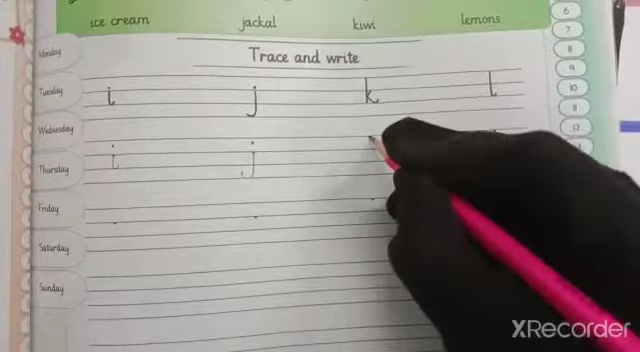 ice cream jackal kiwi lemons
6
7
Monday Trace and write 8
9
Tuesday i j k l 10
11
Wednesday 12
i j
Thursday
Friday
Saturday
Sunday
XRecorder